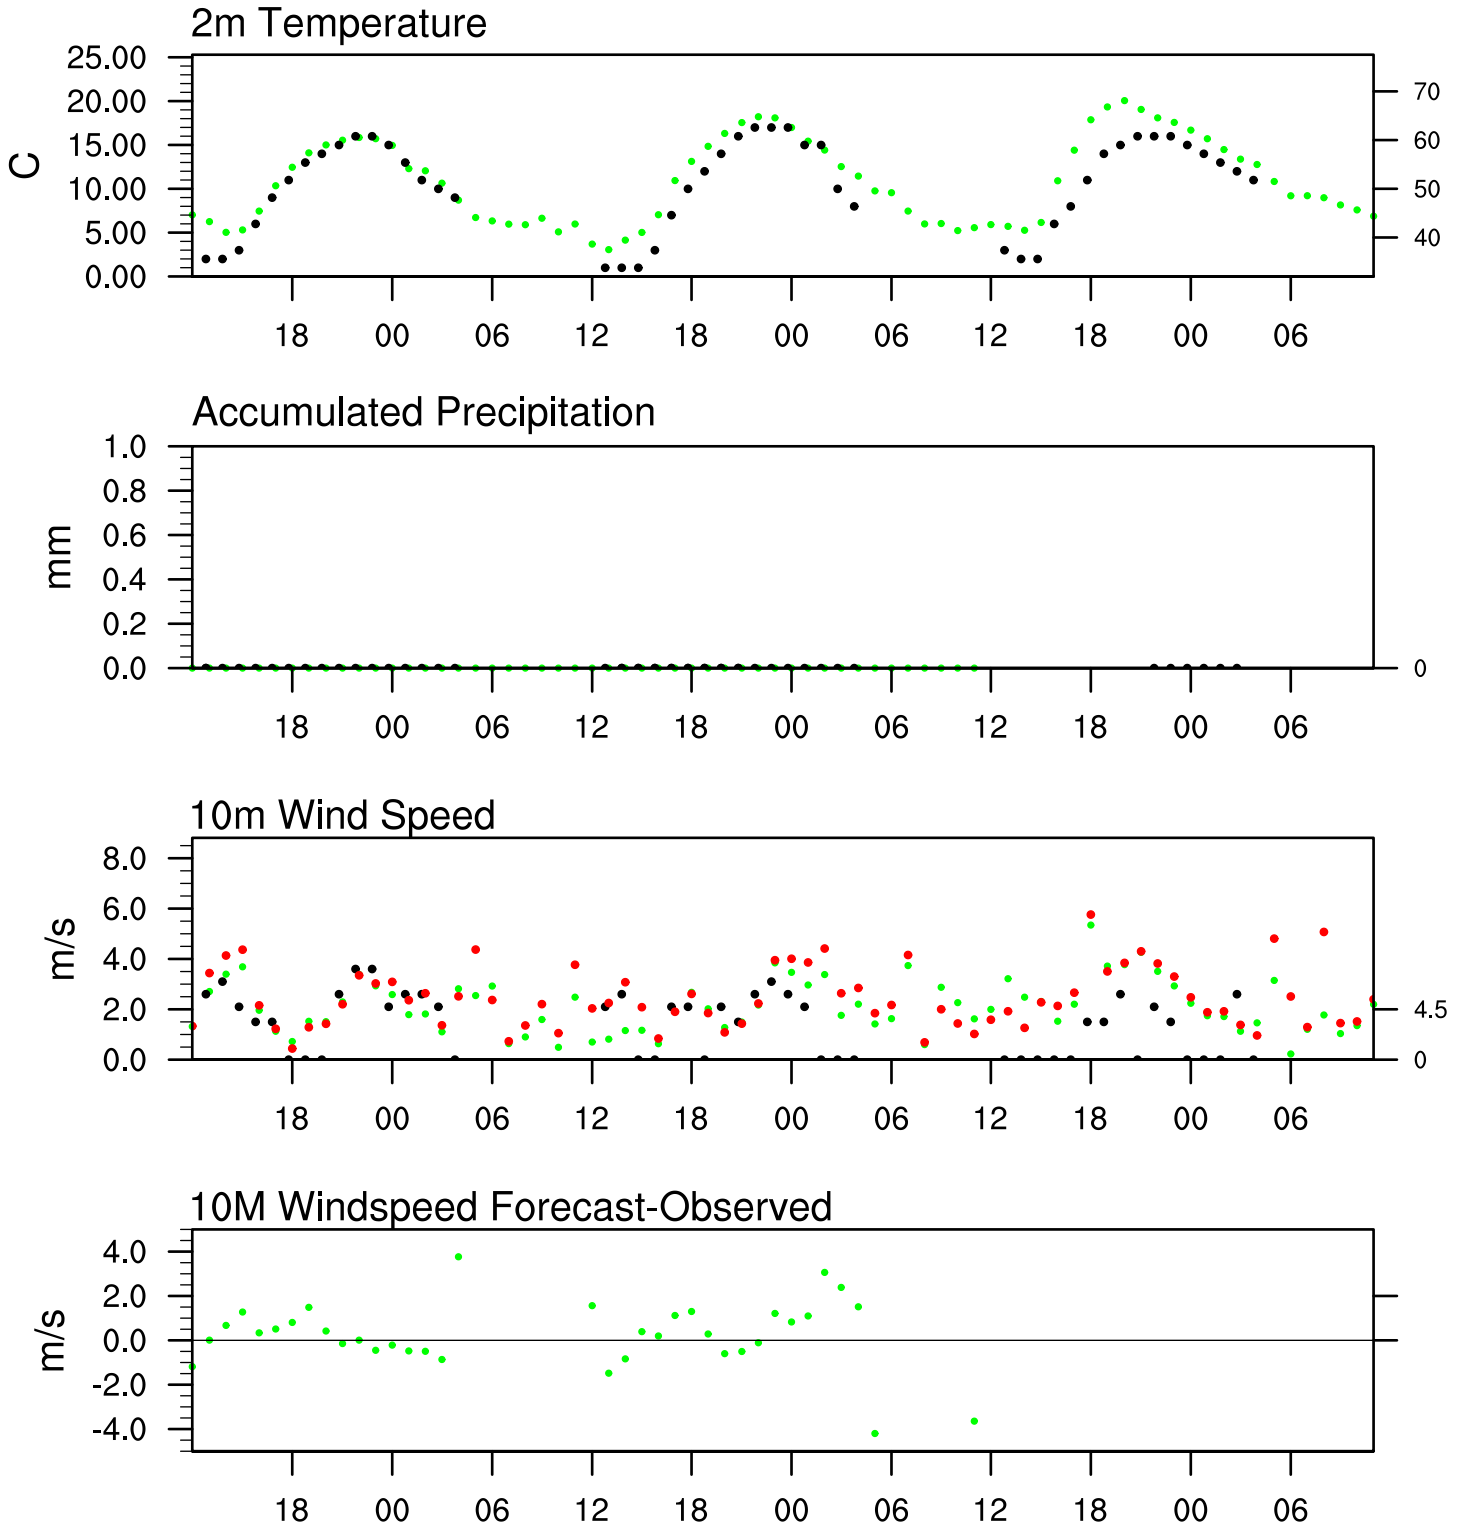 2m Temperature
25.00
20.00
15.00
10.00
5.00
0.00
C
70
60
50
40
18 00 06 12 18 00 06 12 18 00 06
Accumulated Precipitation
1.0
0.8
0.6
0.4
0.2
0.0
mm
0
18 00 06 12 18 00 06 12 18 00 06
10m Wind Speed
8.0
6.0
4.0
2.0
0.0
m/s
4.5
0
18 00 06 12 18 00 06 12 18 00 06
10M Windspeed Forecast-Observed
4.0
2.0
0.0
-2.0
-4.0
m/s
18 00 06 12 18 00 06 12 18 00 06